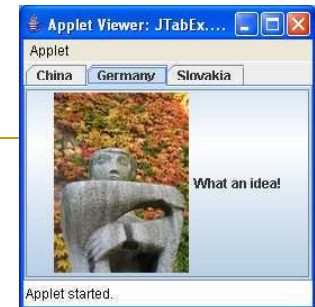 Applet Viewer: JTabEx....
Applet
China Germany Slovakia
What an idea!
Applet started.